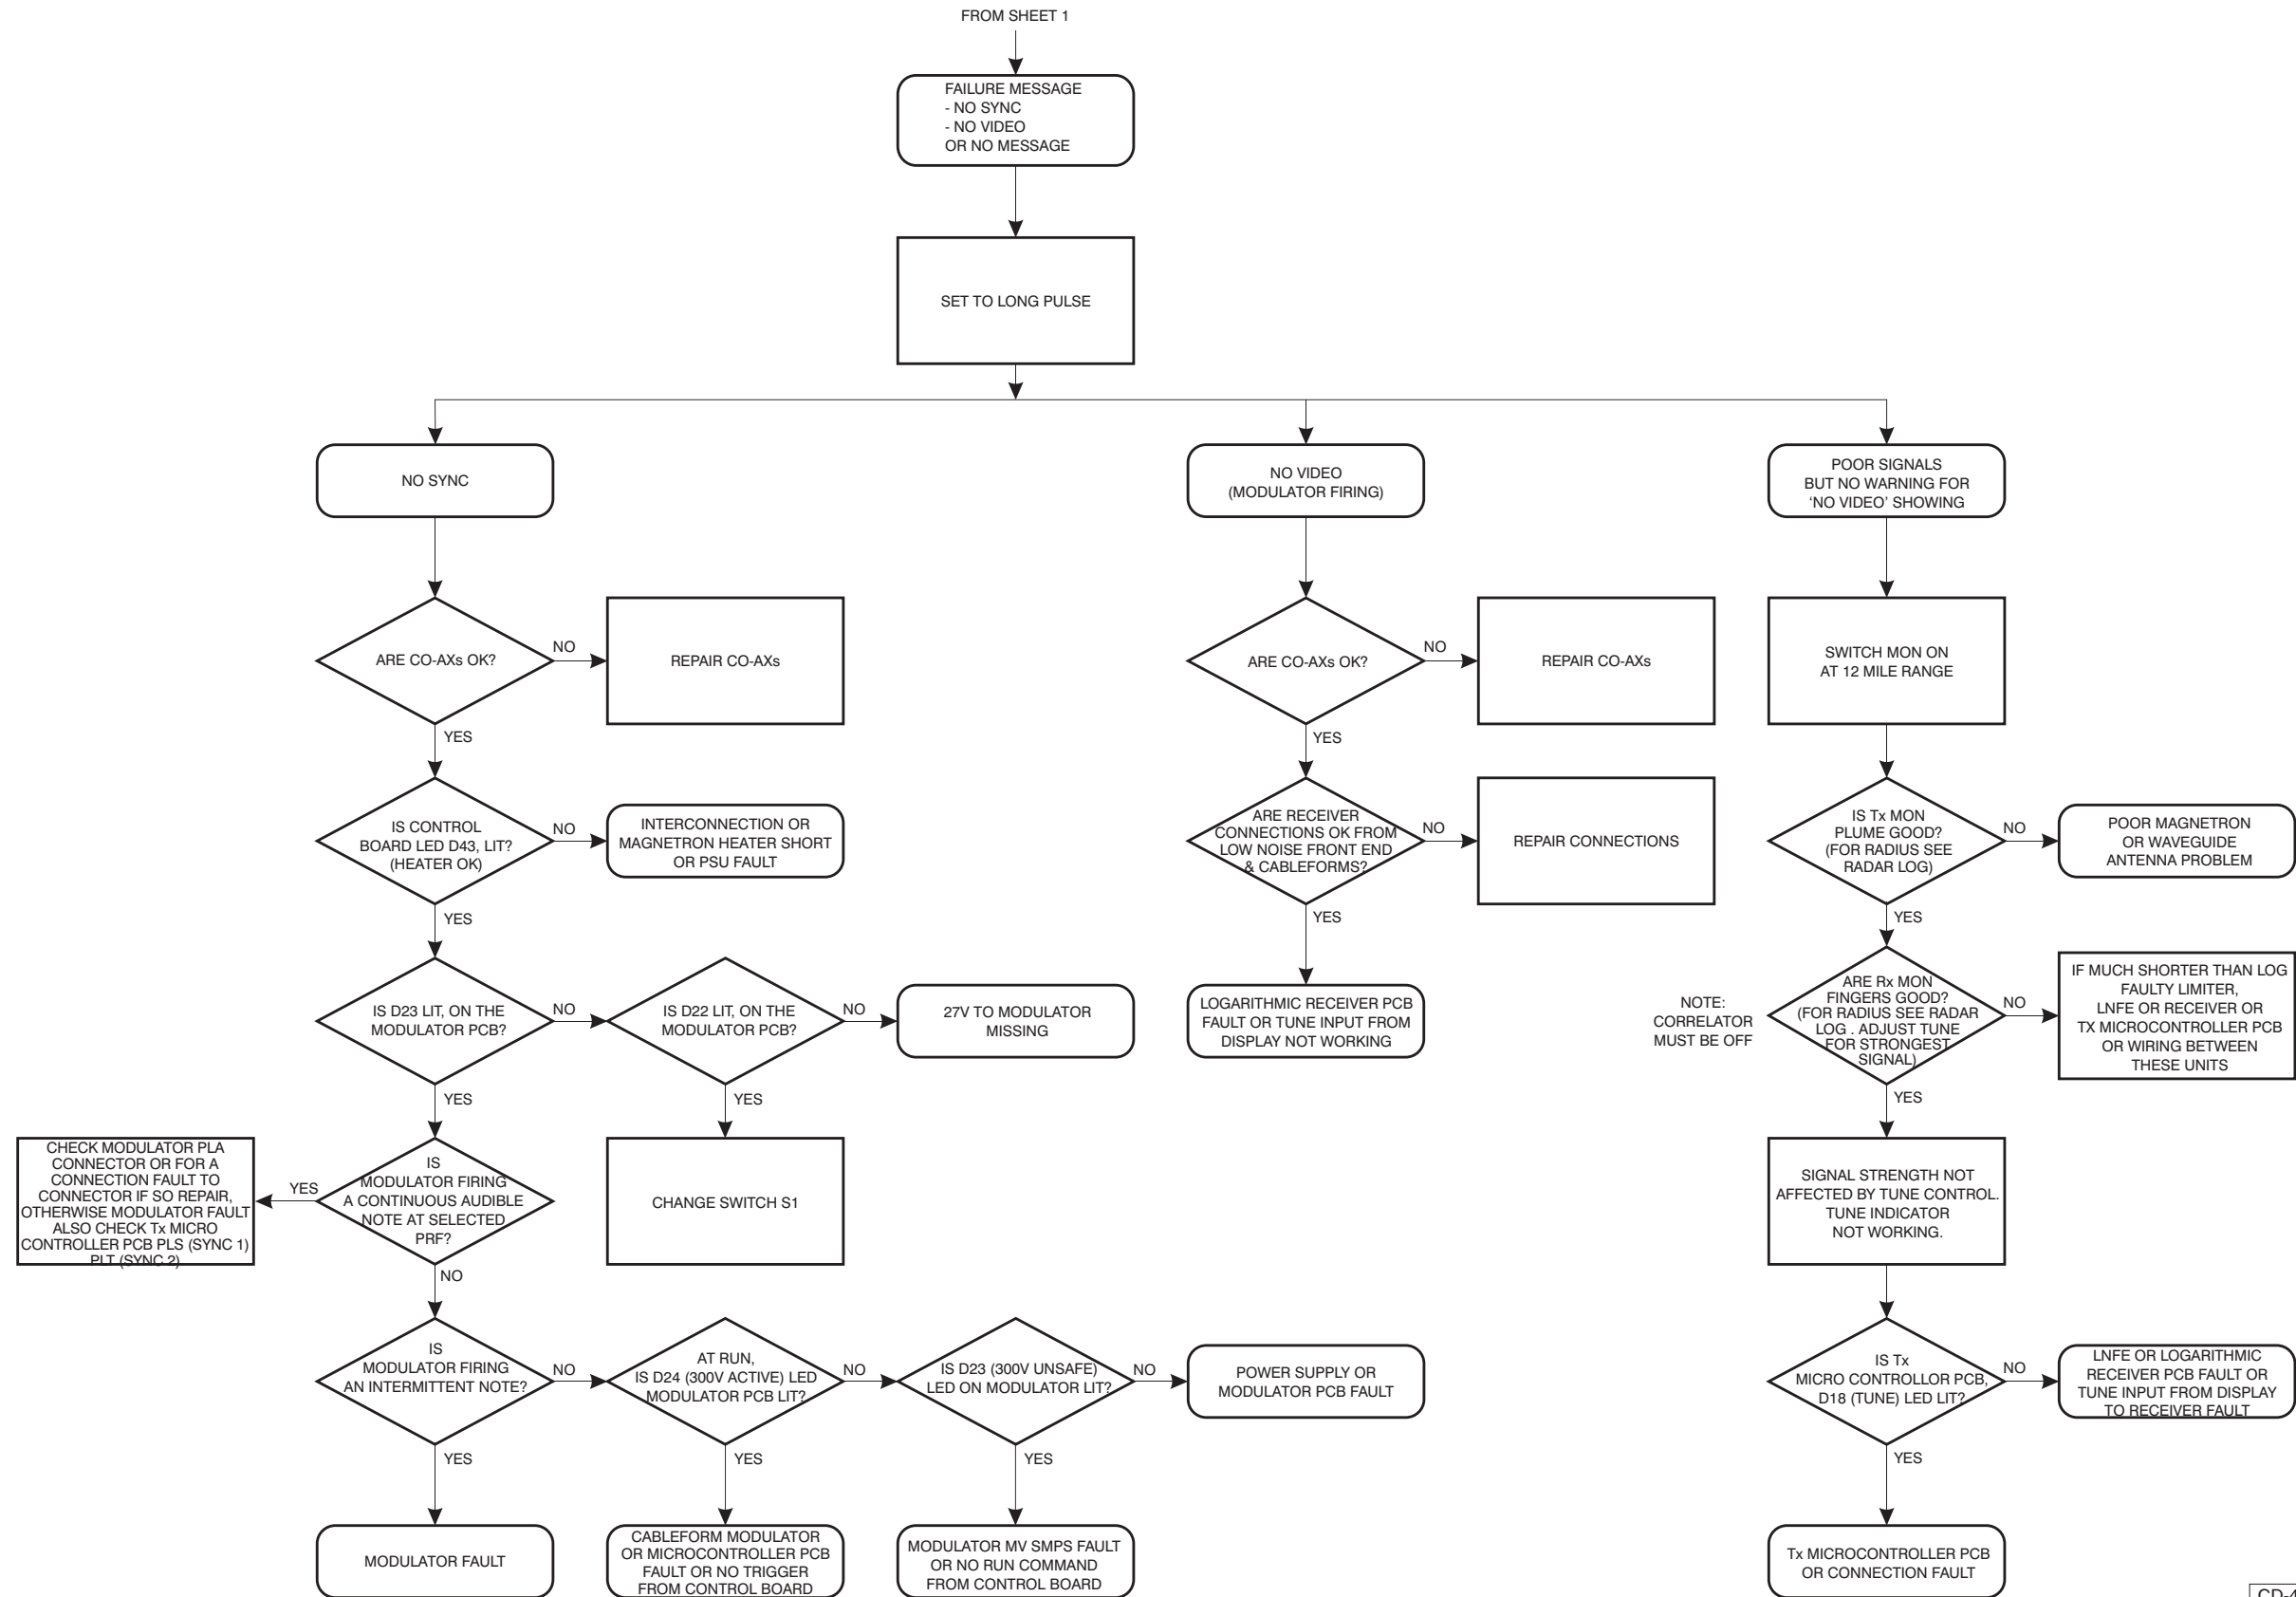 FROM SHEET 1
FAILURE MESSAGE
- NO SYNC
- NO VIDEO
OR NO MESSAGE
SET TO LONG PULSE
NO SYNC
NO VIDEO
(MODULATOR FIRING)
POOR SIGNALS
BUT NO WARNING FOR
‘NO VIDEO’ SHOWING
ARE CO-AXs OK?
NO
REPAIR CO-AXs
YES
ARE CO-AXs OK?
NO
REPAIR CO-AXs
YES
SWITCH MON ON
AT 12 MILE RANGE
IS CONTROL
BOARD LED D43, LIT?
(HEATER OK)
NO
INTERCONNECTION OR
MAGNETRON HEATER SHORT
OR PSU FAULT
YES
ARE RECEIVER
CONNECTIONS OK FROM
LOW NOISE FRONT END
& CABLEFORMS?
NO
REPAIR CONNECTIONS
YES
IS Tx MON
PLUME GOOD?
(FOR RADIUS SEE
RADAR LOG)
NO
POOR MAGNETRON
OR WAVEGUIDE
ANTENNA PROBLEM
YES
IS D23 LIT, ON THE
MODULATOR PCB?
NO
IS D22 LIT, ON THE
MODULATOR PCB?
NO
27V TO MODULATOR
MISSING
YES
YES
LOGARITHMIC RECEIVER PCB
FAULT OR TUNE INPUT FROM
DISPLAY NOT WORKING
NOTE:
CORRELATOR
MUST BE OFF
ARE Rx MON
FINGERS GOOD?
(FOR RADIUS SEE RADAR
LOG . ADJUST TUNE
FOR STRONGEST
SIGNAL)
NO
IF MUCH SHORTER THAN LOG
FAULTY LIMITER,
LNFE OR RECEIVER OR
TX MICROCONTROLLER PCB
OR WIRING BETWEEN
THESE UNITS
YES
CHECK MODULATOR PLA
CONNECTOR OR FOR A
CONNECTION FAULT TO
CONNECTOR IF SO REPAIR,
OTHERWISE MODULATOR FAULT
ALSO CHECK Tx MICRO
CONTROLLER PCB PLS (SYNC 1)
PLT (SYNC 2)
YES
IS
MODULATOR FIRING
A CONTINUOUS AUDIBLE
NOTE AT SELECTED
PRF?
NO
CHANGE SWITCH S1
SIGNAL STRENGTH NOT
AFFECTED BY TUNE CONTROL.
TUNE INDICATOR
NOT WORKING.
IS
MODULATOR FIRING
AN INTERMITTENT NOTE?
NO
AT RUN,
IS D24 (300V ACTIVE) LED
MODULATOR PCB LIT?
NO
IS D23 (300V UNSAFE)
LED ON MODULATOR LIT?
NO
POWER SUPPLY OR
MODULATOR PCB FAULT
IS Tx
MICRO CONTROLLOR PCB,
D18 (TUNE) LED LIT?
NO
LNFE OR LOGARITHMIC
RECEIVER PCB FAULT OR
TUNE INPUT FROM DISPLAY
TO RECEIVER FAULT
YES
YES
YES
YES
MODULATOR FAULT
CABLEFORM MODULATOR
OR MICROCONTROLLER PCB
FAULT OR NO TRIGGER
FROM CONTROL BOARD
MODULATOR MV SMPS FAULT
OR NO RUN COMMAND
FROM CONTROL BOARD
Tx MICROCONTROLLER PCB
OR CONNECTION FAULT